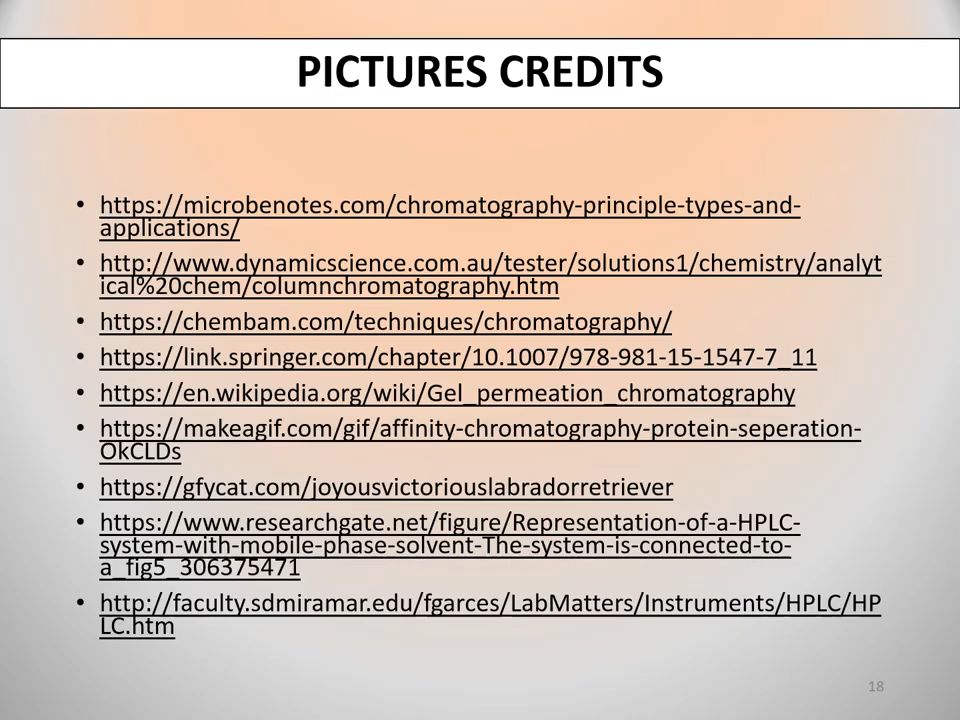 PICTURES CREDITS
• https://microbenotes.com/chromatography-principle-types-and-
applications/
• http://www.dynamicscience.com.au/tester/solutions1/chemistry/analyt
ical%20chem/columnchromatography.htm
• https://chembam.com/techniques/chromatography/
• https://link.springer.com/chapter/10.1007/978-981-15-1547-7_11
• https://en.wikipedia.org/wiki/Gel_permeation_chromatography
• https://makeagif.com/gif/affinity-chromatography-protein-seperation-
OkCLDs
• https://gfycat.com/joyousvictoriouslabradorretriever
• https://www.researchgate.net/figure/Representation-of-a-HPLC-
system-with-mobile-phase-solvent-The-system-is-connected-to-
a_fig5_306375471
• http://faculty.sdmiramar.edu/fgarces/LabMatters/Instruments/HPLC/HP
LC.htm
18